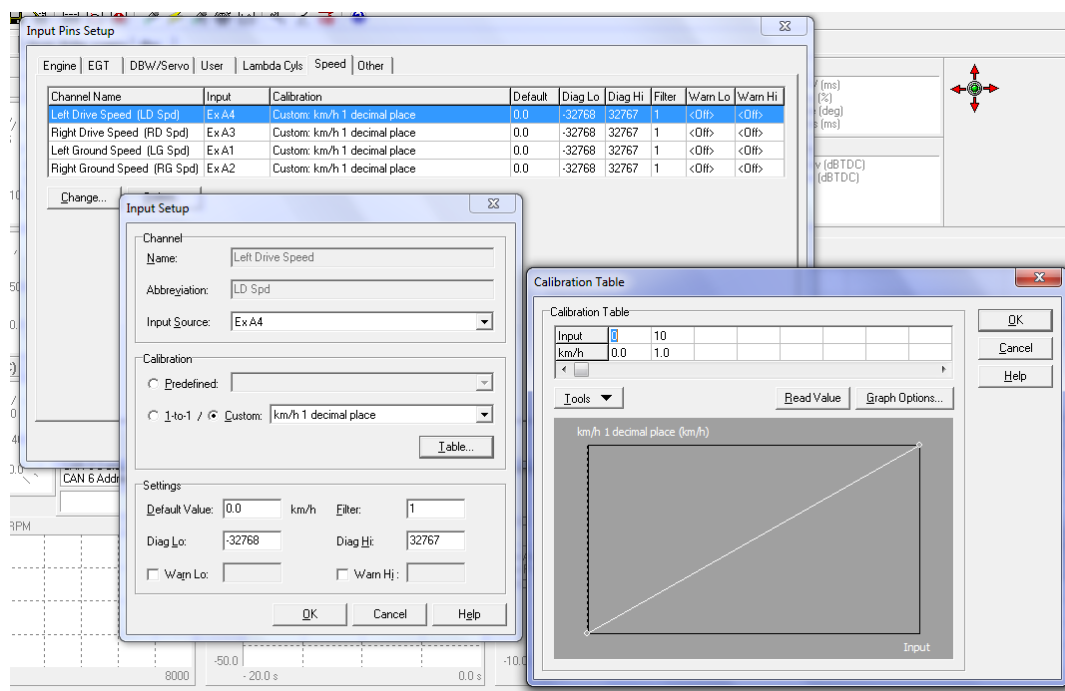 Input Pins Setup
Engine EGT DBW/Servo User Lambda Cyls Speed Other
Channel Name Input Calibration Default Diag Lo Diag Hi Filter Warn Lo Warn Hi
Left Drive Speed (LD Spd) Ex A4 Custom: km/h 1 decimal place 0.0 -32768 32767 1 <Off> <Off>
Right Drive Speed (RD Spd) Ex A3 Custom: km/h 1 decimal place 0.0 -32768 32767 1 <Off> <Off>
Left Ground Speed (LG Spd) Ex A1 Custom: km/h 1 decimal place 0.0 -32768 32767 1 <Off> <Off>
Right Ground Speed (RG Spd) Ex A2 Custom: km/h 1 decimal place 0.0 -32768 32767 1 <Off> <Off>
Change...
(ms)
(%)
(deg)
(ms)
(dBTDC)
(dBTDC)
Input Setup
Channel
Name: Left Drive Speed
Abbreviation: LD Spd
Input Source: Ex A4
Calibration
Predefined:
1-to-1 / Custom: km/h 1 decimal place
Table...
Settings
Default Value: 0.0 km/h Filter: 1
Diag Lo: -32768 Diag Hi: 32767
Warn Lo: Warn Hi:
OK Cancel Help
Calibration Table
Calibration Table
Input 0 10
km/h 0.0 1.0
Tools Read Value Graph Options...
OK
Cancel
Help
km/h 1 decimal place (km/h)
Input
CAN 6 Addr
RPM
8000
-50.0
-20.0 s 0.0 s
-10.0